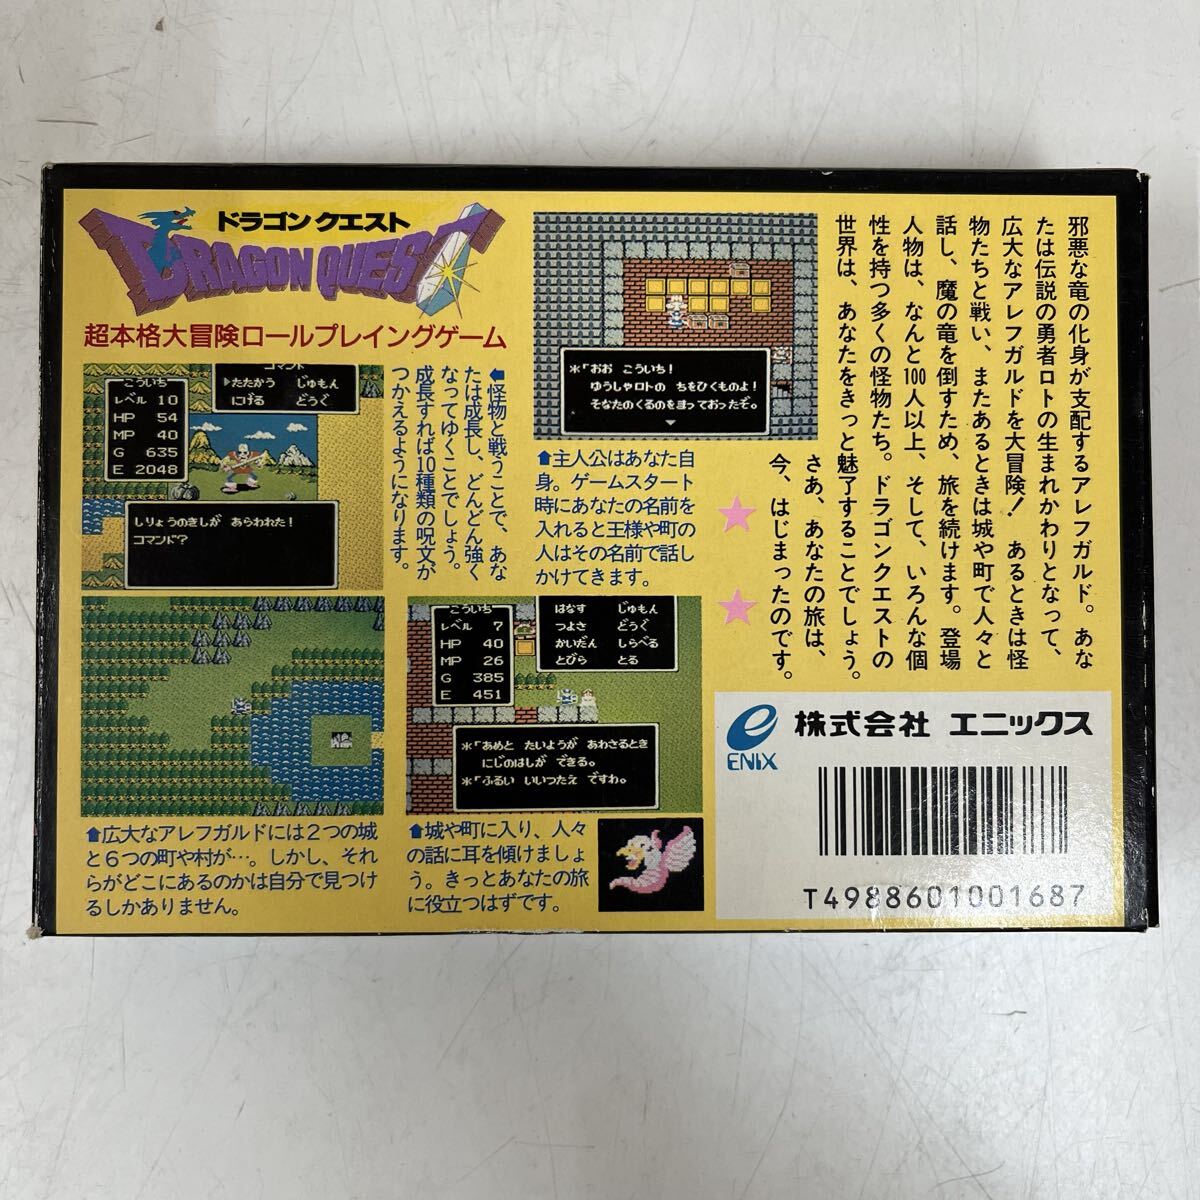 ドラゴン クエスト
DRAGON QUEST
超本格大冒険ロールプレイングゲーム
コマンド
▶たたかう じゅもん
にげる どうぐ
こういち
レベル 10
HP 54
MP 40
G 635
E 2048
しりょうのきしが あらわれた!
コマンド?
⬅怪物と戦うことで、あな
たは成長し、どんどん強く
なってゆくことでしょう。
成長すれば10種類の呪文が
つかえるようになります。
*「おお こういち!
ゆうしゃロトの ちをひくものよ!
そなたのくるのをまっておったぞ。
⬆主人公はあなた自
身。ゲームスタート
時にあなたの名前を
入れると王様や町の
人はその名前で話し
かけてきます。
邪悪な竜の化身が支配するアレフガルド。あな
たは伝説の勇者ロトの生まれかわりとなって、
広大なアレフガルドを大冒険! あるときは怪
物たちと戦い、またあるときは城や町で人々と
話し、魔の竜を倒すため、旅を続けます。登場
人物は、なんと100人以上、そして、いろんな個
性を持つ多くの怪物たち。ドラゴンクエストの
世界は、あなたをきっと魅了することでしょう。
さあ、あなたの旅は、
今、はじまったのです。
⬆広大なアレフガルドには2つの城
と6つの町や村が…。しかし、それ
らがどこにあるのかは自分で見つけ
るしかありません。
こういち
レベル 7
HP 40
MP 26
G 385
E 451
はなす じゅもん
つよさ どうぐ
かいだん しらべる
とびら とる
*「あめと たいようが あわさるとき
にじのはしが できる。
*「ふるい いいつたえ ですわ。
⬆城や町に入り、人々
の話に耳を傾けましょ
う。きっとあなたの旅
に役立つはずです。
e
ENIX
株式会社 エニックス
T4988601001687